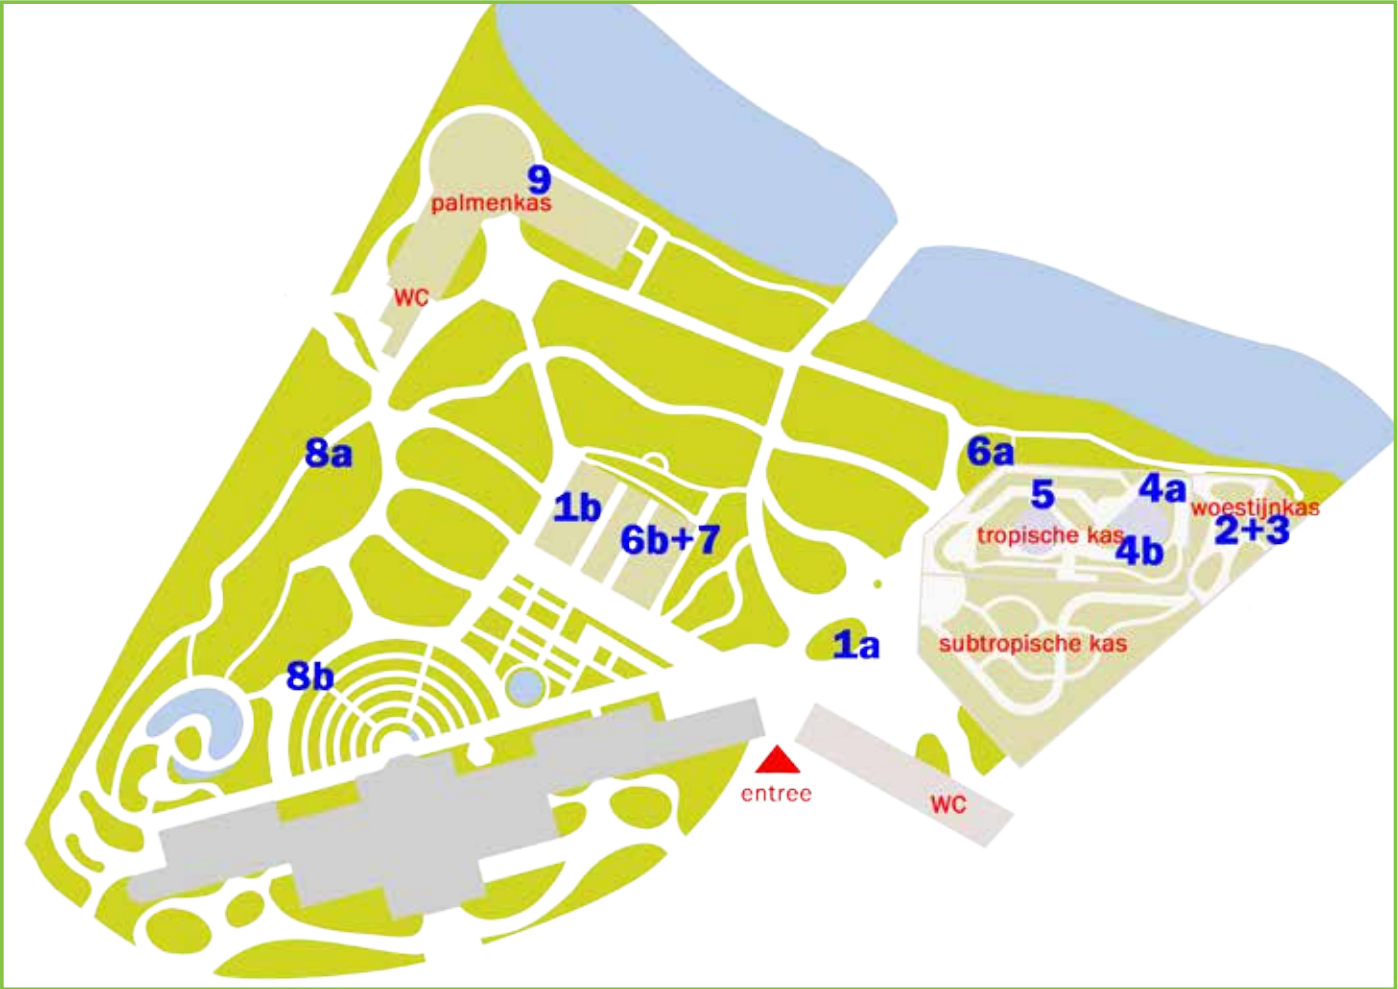 9
palmenkas
WC
8a
6a
5
4a
woestijnkas
1b
2+3
tropische kas
6b+7
4b
1a
subtropische kas
8b
entree
WC